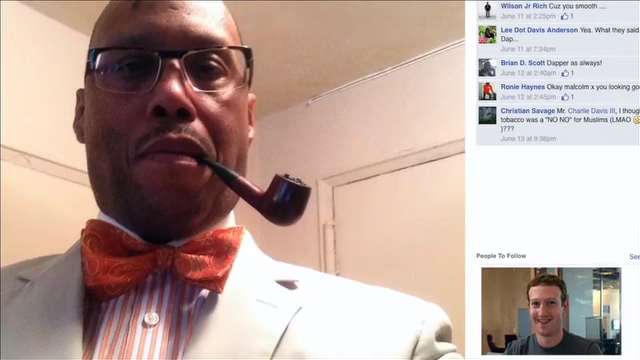 Wilson Jr Rich Cuz you smooth ....
June 11 at 2:25pm · 1
Lee Dot Davis Anderson Yea. What they said.
Dap...
June 11 at 7:34pm
Brian D. Scott Dapper as always!
June 12 at 2:40am · 1
Ronie Haynes Okay malcolm x you looking
June 12 at 2:45am · 1
Christian Savage Mr. Charlie Davis III, I
tobacco was a "NO NO" for Muslims (LMAO
)???
June 13 at 9:36pm
People To Follow